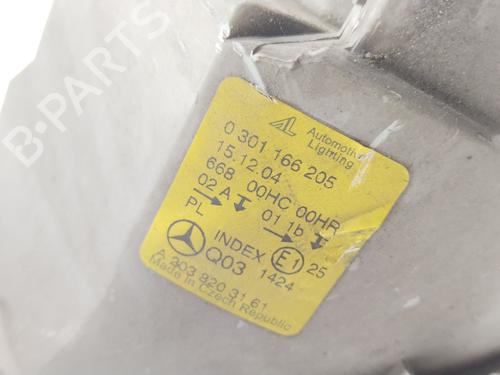 B-PARTS
AL Automotive
Lighting
0 301 166 205
15.12.04
668 00HC 00HR
02 A 01 1b
PL
INDEX E1 25
Q03 1424
A 203 820 31 61
Made in Czech Republic